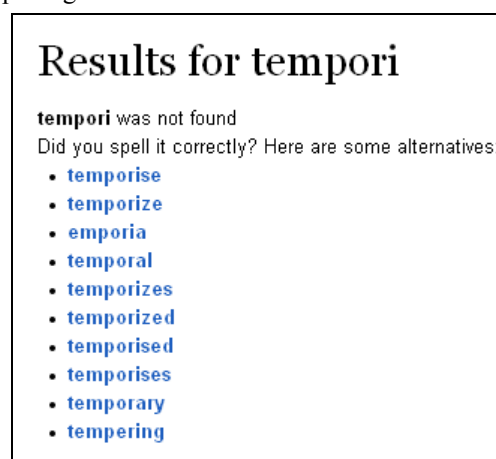 Results for tempori
tempori was not found
Did you spell it correctly? Here are some alternatives:
• temporise
• temporize
• emporia
• temporal
• temporizes
• temporized
• temporised
• temporises
• temporary
• tempering